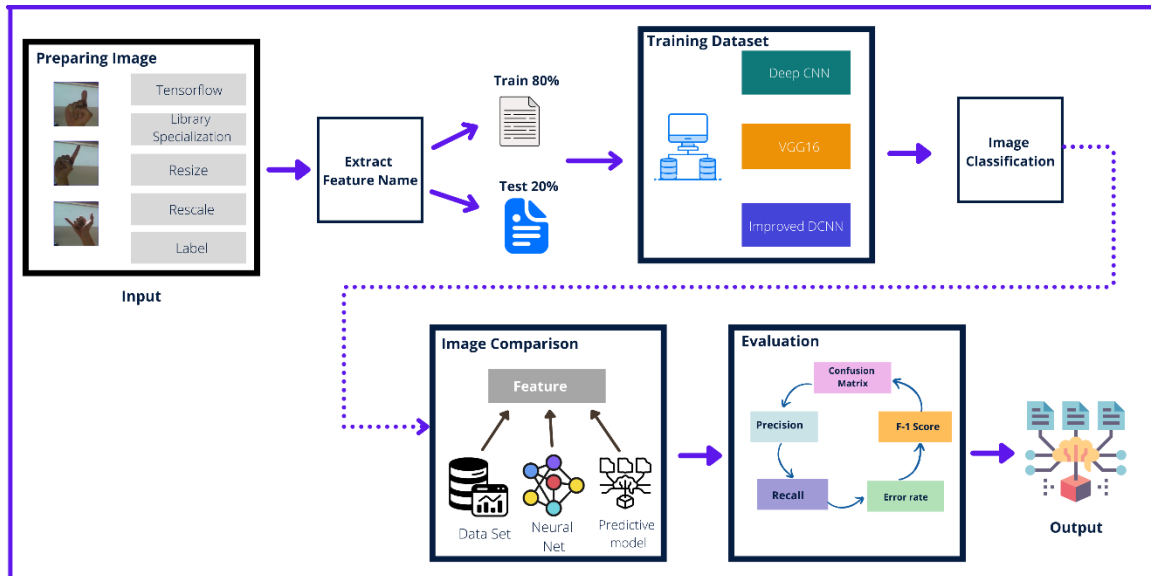 Preparing Image
Tensorflow
Library
Specialization
Resize
Rescale
Label
Input
Extract
Feature Name
Train 80%
Test 20%
Training Dataset
Deep CNN
VGG16
Improved DCNN
Image
Classification
Image Comparison
Feature
Data Set
Neural
Net
Predictive
model
Evaluation
Confusion
Matrix
Precision
F-1 Score
Recall
Error rate
Output